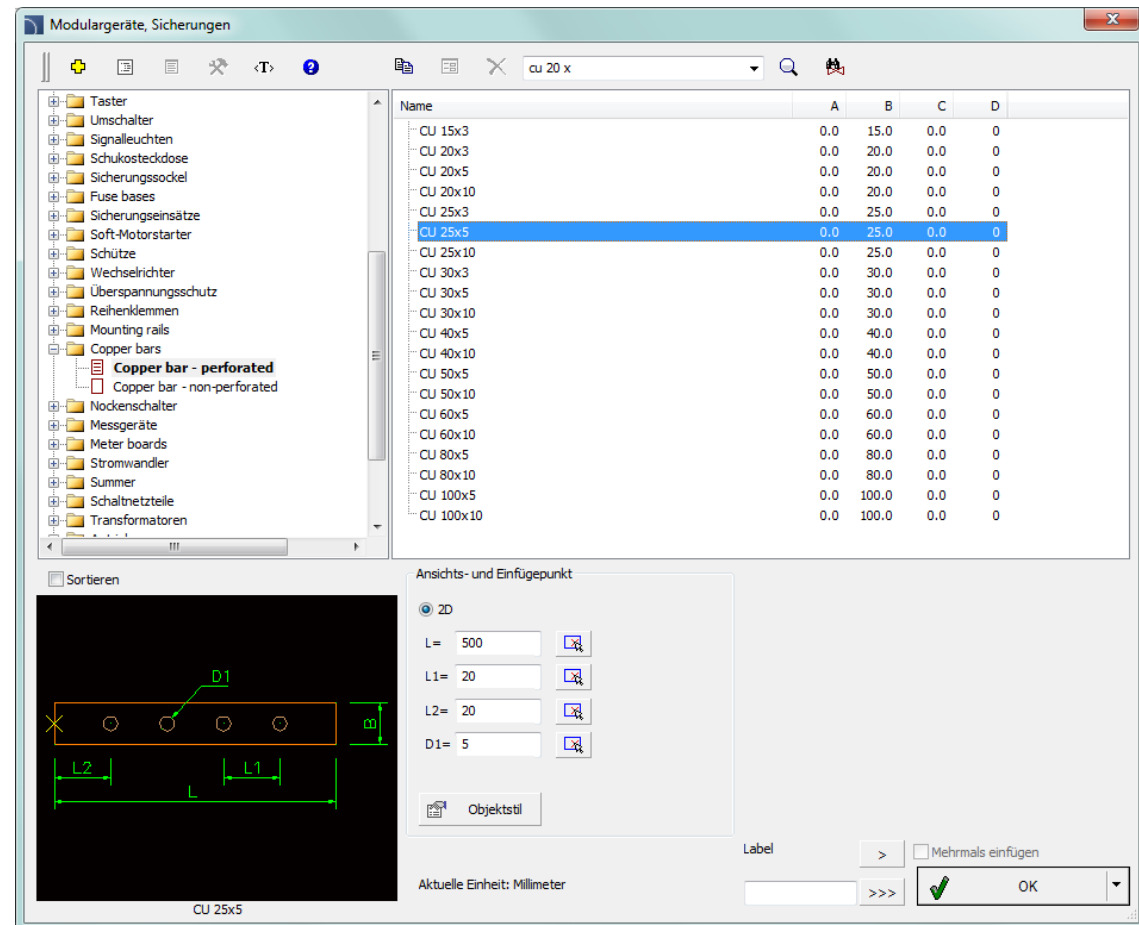 Modulargeräte, Sicherungen
<T>
cu 20 x
Taster
Umschalter
Signalleuchten
Schukosteckdose
Sicherungssockel
Fuse bases
Sicherungseinsätze
Soft-Motorstarter
Schütze
Wechselrichter
Überspannungsschutz
Reihenklemmen
Mounting rails
Copper bars
Copper bar - perforated
Copper bar - non-perforated
Nockenschalter
Messgeräte
Meter boards
Stromwandler
Summer
Schaltnetzteile
Transformatoren
Name A B C D
CU 15x3 0.0 15.0 0.0 0
CU 20x3 0.0 20.0 0.0 0
CU 20x5 0.0 20.0 0.0 0
CU 20x10 0.0 20.0 0.0 0
CU 25x3 0.0 25.0 0.0 0
CU 25x5 0.0 25.0 0.0 0
CU 25x10 0.0 25.0 0.0 0
CU 30x3 0.0 30.0 0.0 0
CU 30x5 0.0 30.0 0.0 0
CU 30x10 0.0 30.0 0.0 0
CU 40x5 0.0 40.0 0.0 0
CU 40x10 0.0 40.0 0.0 0
CU 50x5 0.0 50.0 0.0 0
CU 50x10 0.0 50.0 0.0 0
CU 60x5 0.0 60.0 0.0 0
CU 60x10 0.0 60.0 0.0 0
CU 80x5 0.0 80.0 0.0 0
CU 80x10 0.0 80.0 0.0 0
CU 100x5 0.0 100.0 0.0 0
CU 100x10 0.0 100.0 0.0 0
Sortieren
D1
B
L2
L1
L
CU 25x5
Ansichts- und Einfügepunkt
2D
L= 500
L1= 20
L2= 20
D1= 5
Objektstil
Aktuelle Einheit: Millimeter
Label
>
Mehrmals einfügen
>>>
OK